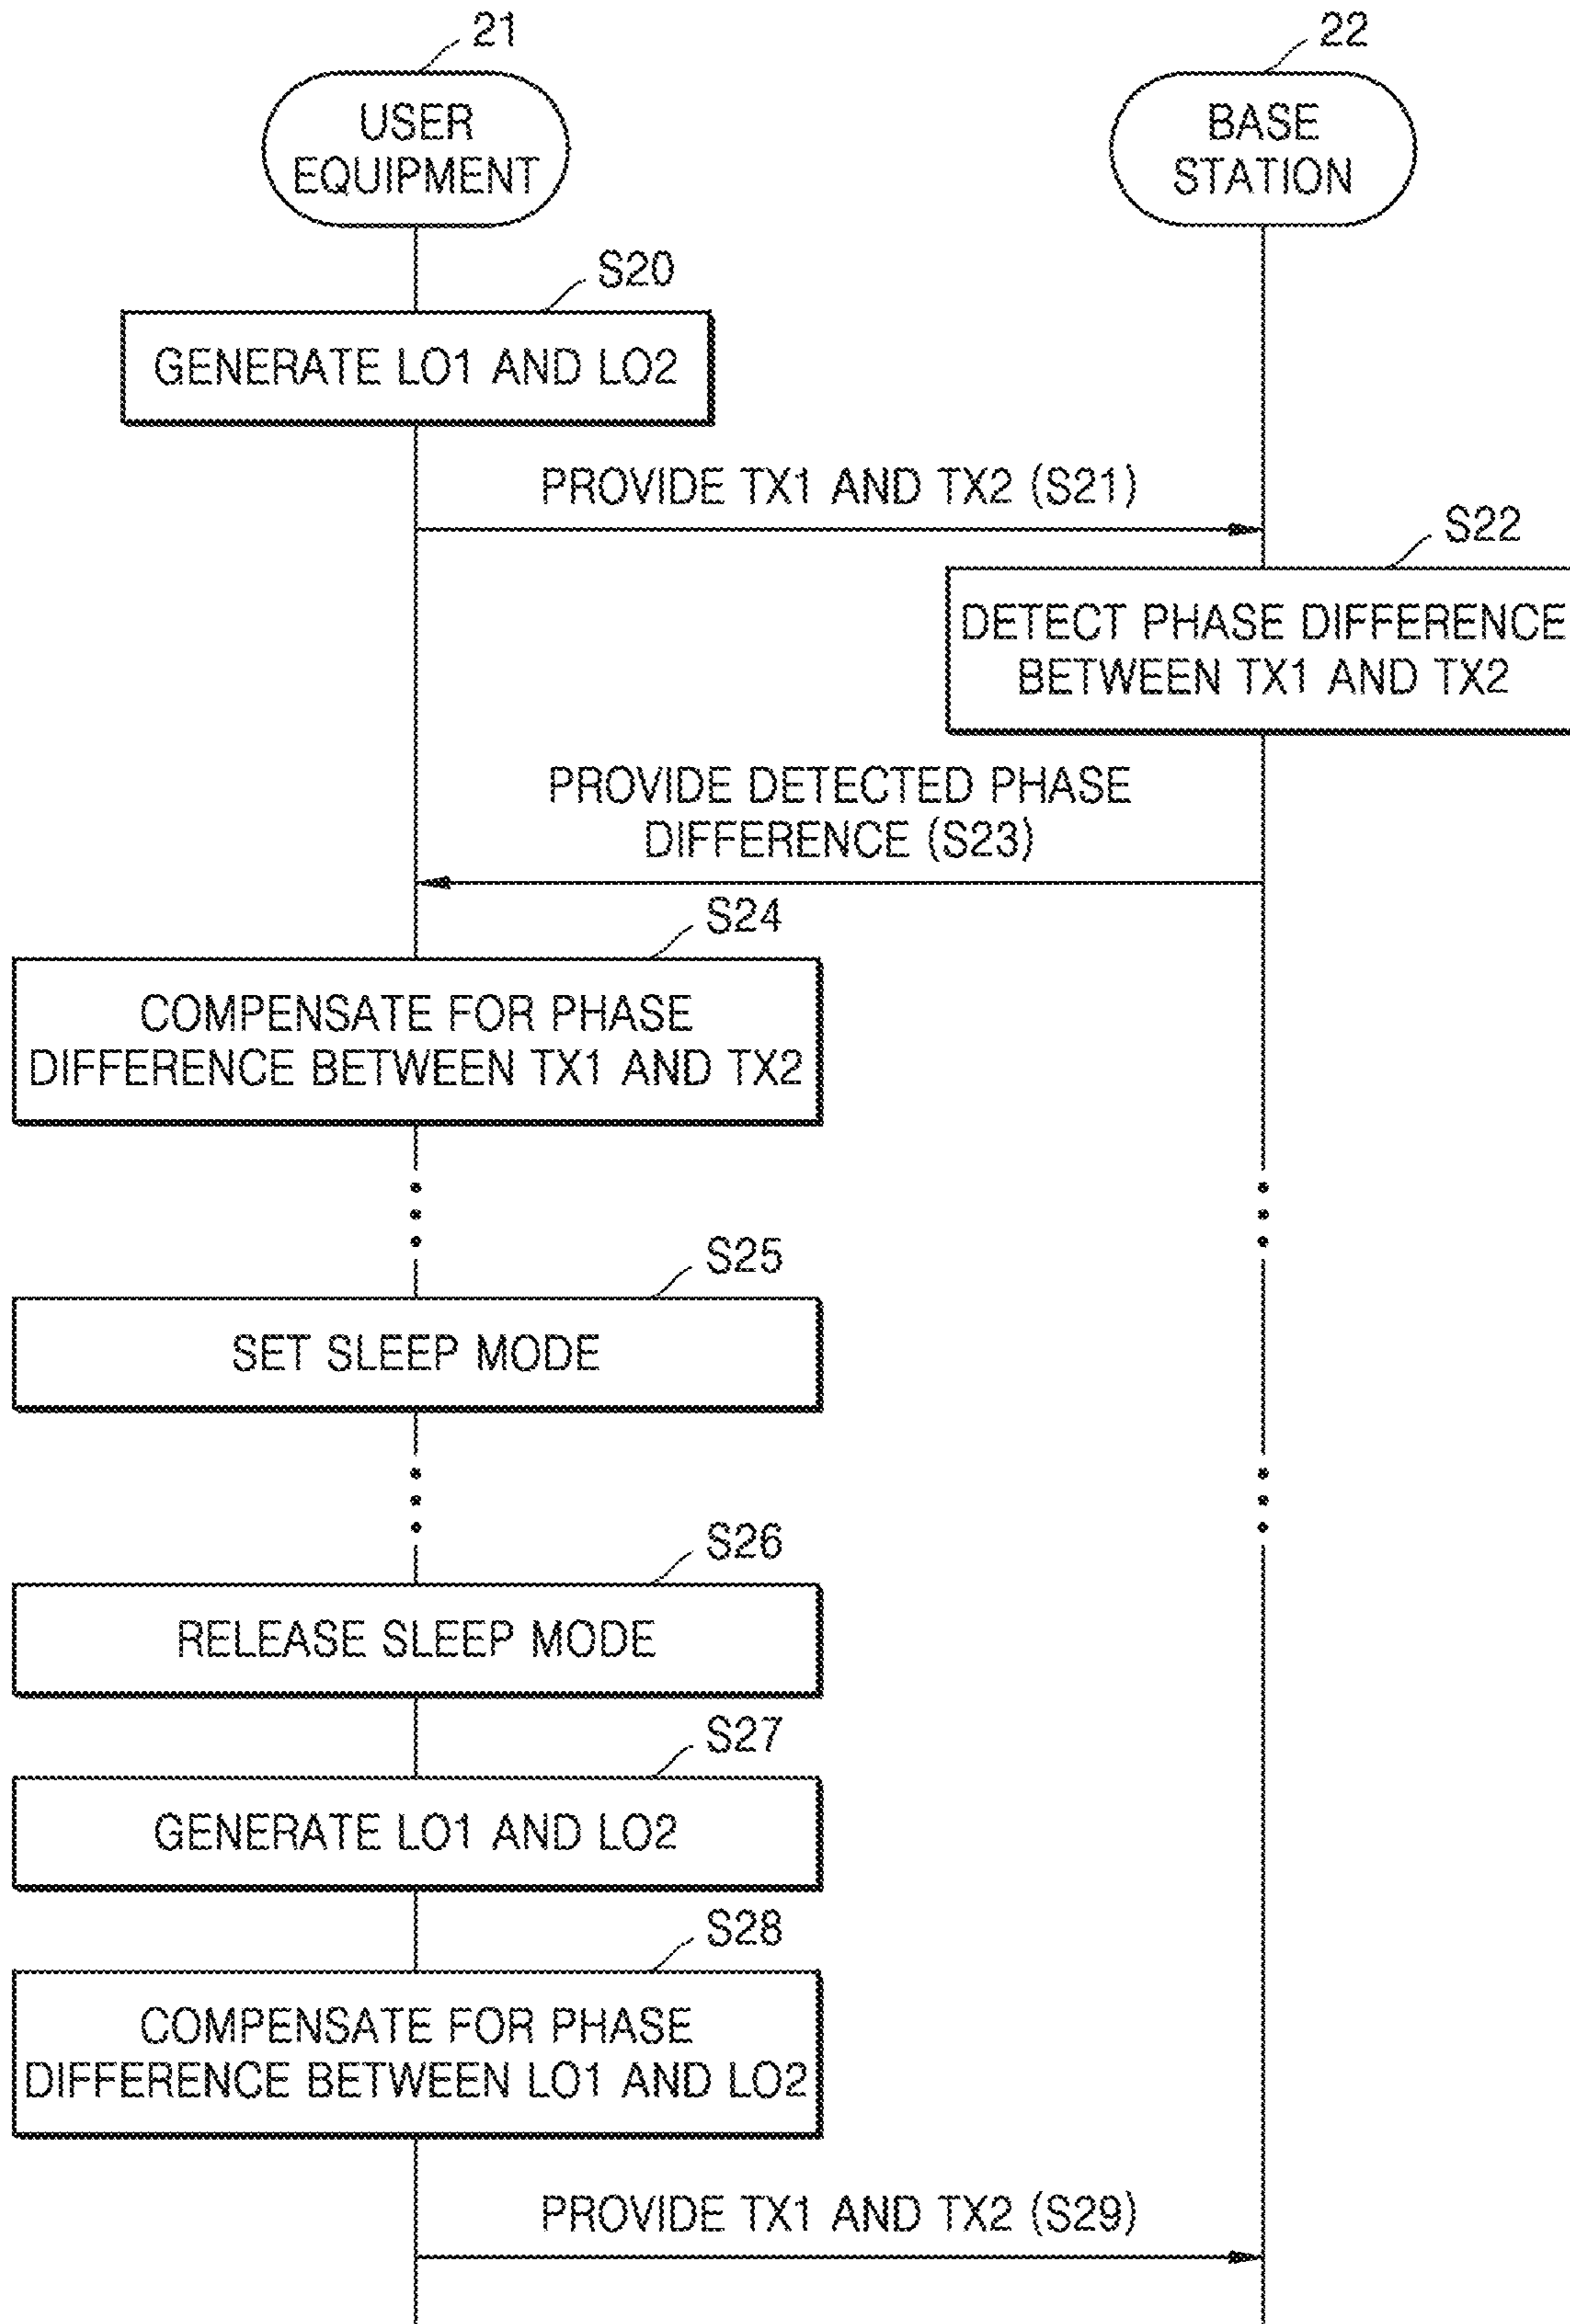 21
22
USER
EQUIPMENT
BASE
STATION
S20
GENERATE LO1 AND LO2
PROVIDE TX1 AND TX2 (S21)
S22
DETECT PHASE DIFFERENCE
BETWEEN TX1 AND TX2
PROVIDE DETECTED PHASE
DIFFERENCE (S23)
S24
COMPENSATE FOR PHASE
DIFFERENCE BETWEEN TX1 AND TX2
S25
SET SLEEP MODE
S26
RELEASE SLEEP MODE
S27
GENERATE LO1 AND LO2
S28
COMPENSATE FOR PHASE
DIFFERENCE BETWEEN LO1 AND LO2
PROVIDE TX1 AND TX2 (S29)